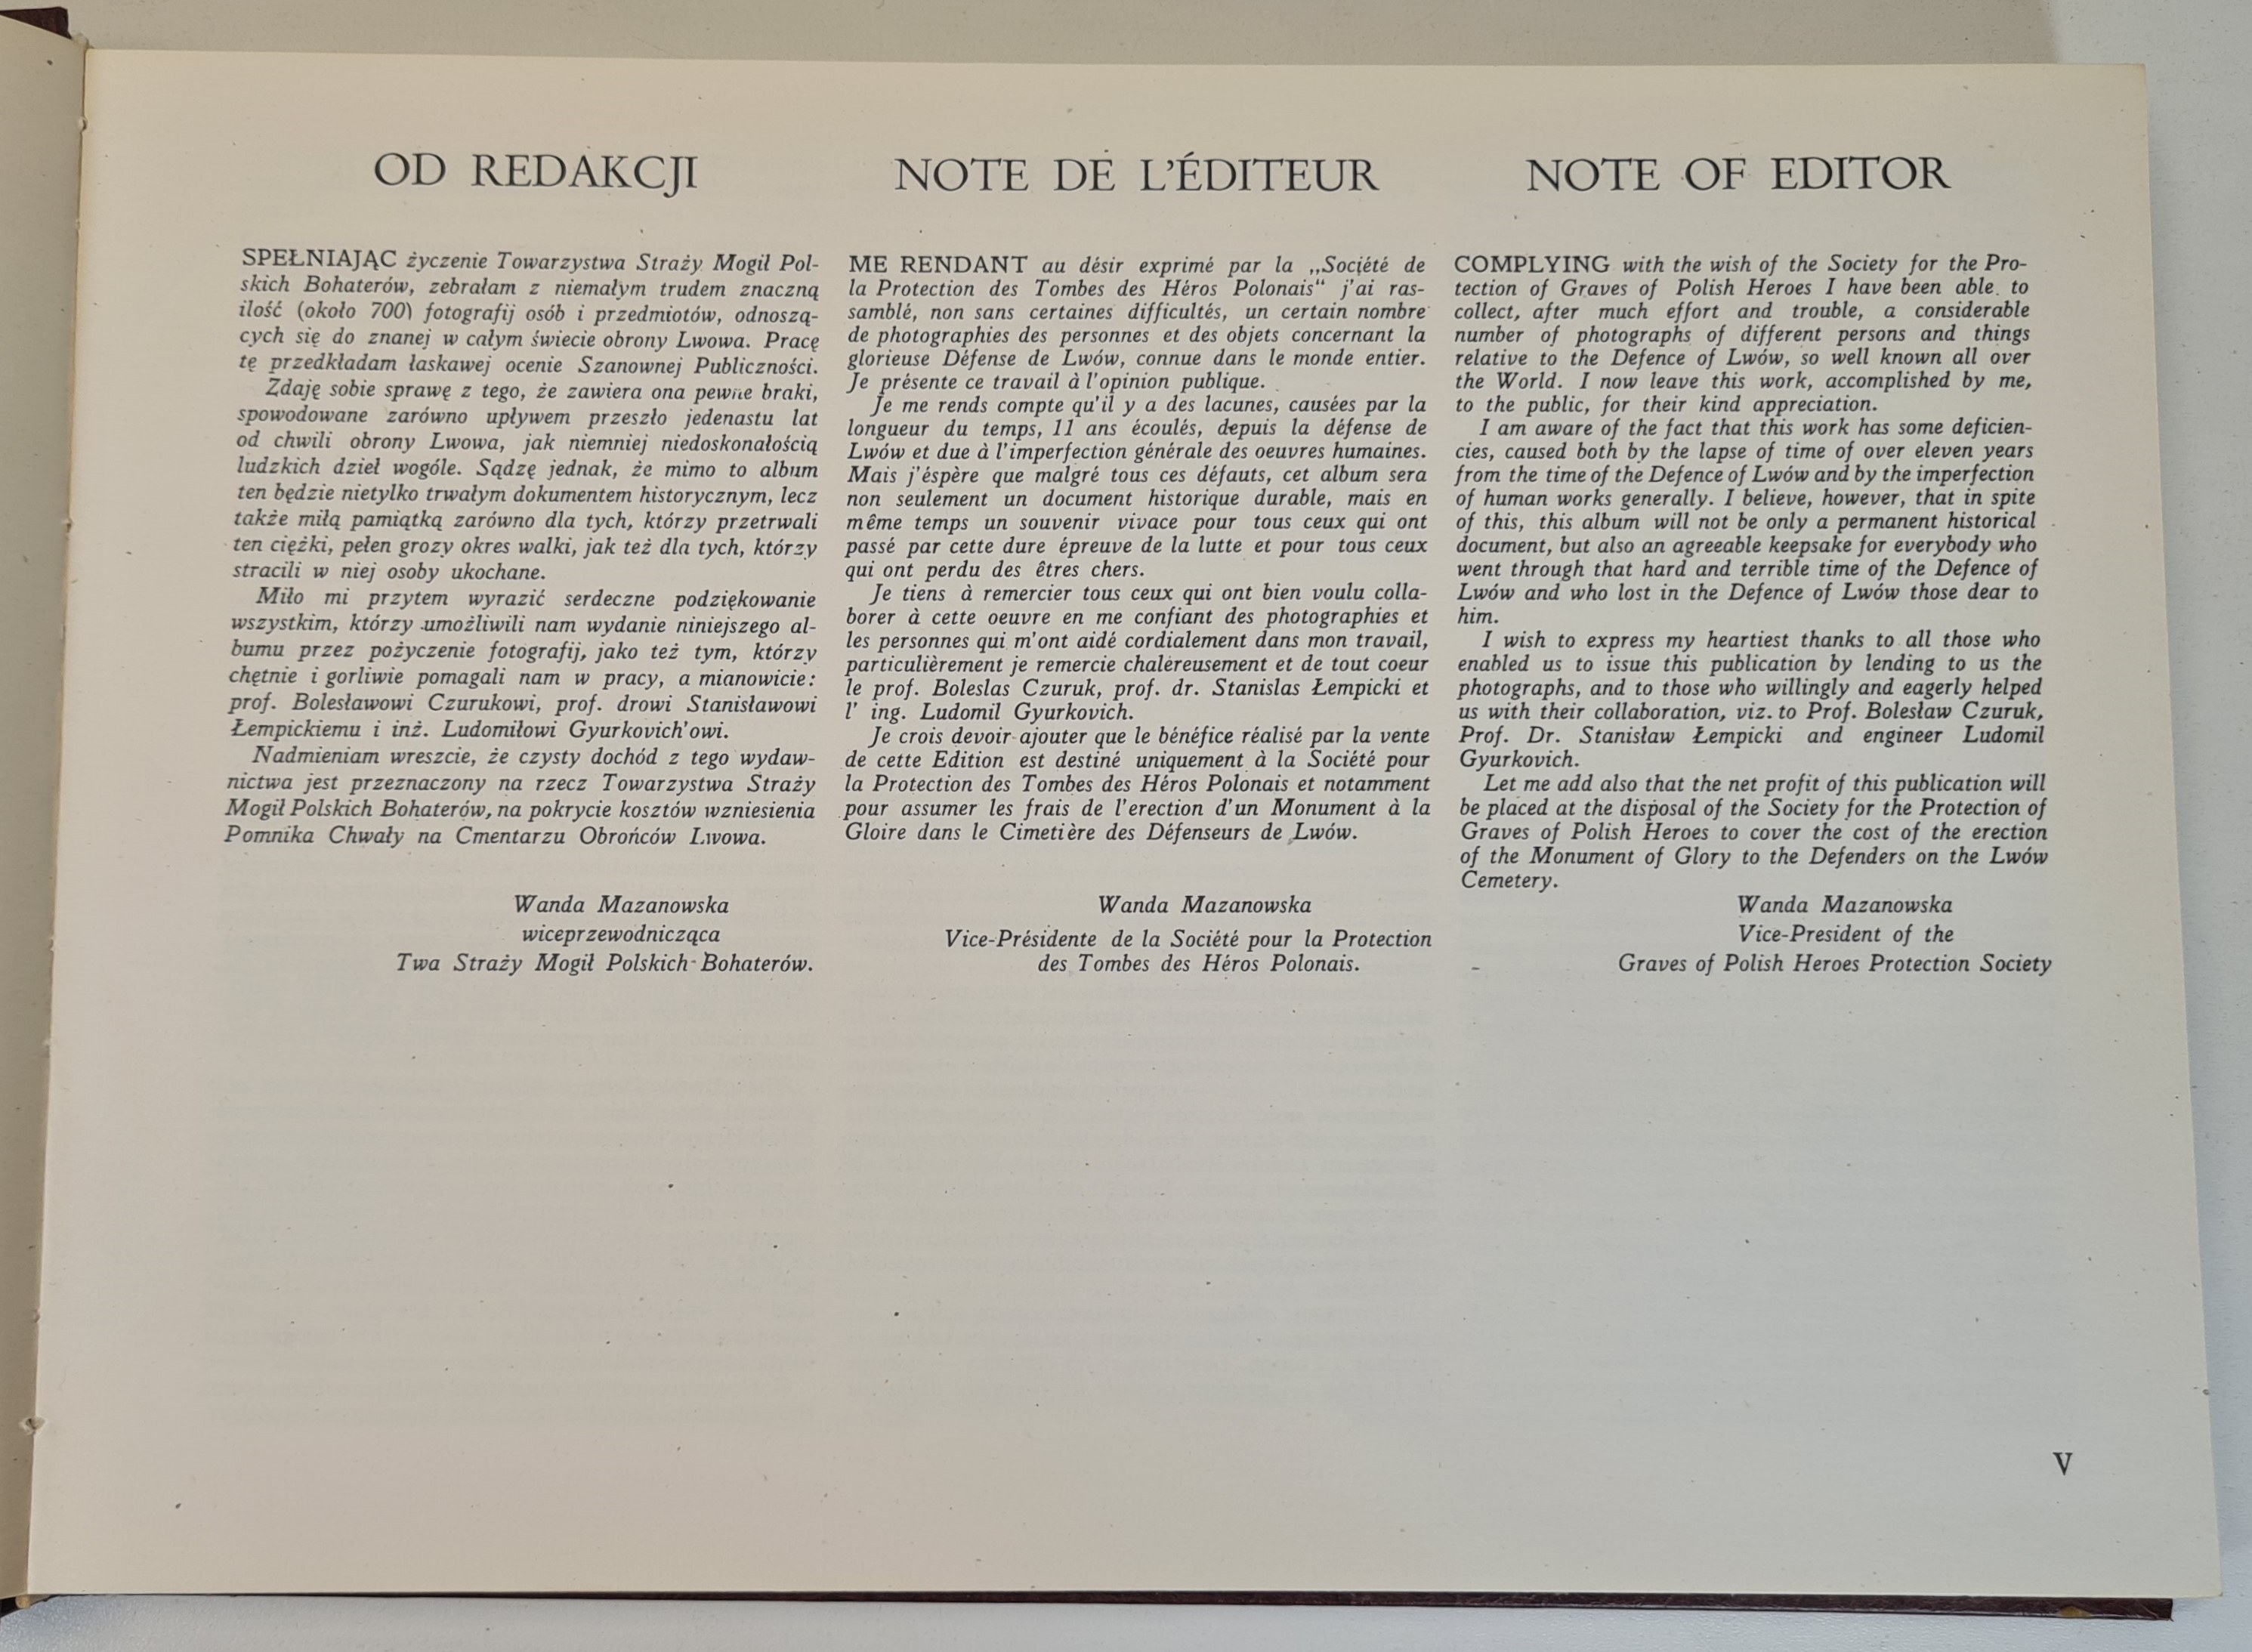 OD REDAKCJI
SPEŁNIAJĄC życzenie Towarzystwa Straży Mogił Pol-
skich Bohaterów, zebrałam z niemałym trudem znaczną
ilość (około 700) fotografij osób i przedmiotów, odnoszą-
cych się do znanej w całym świecie obrony Lwowa. Pracę
tę przedkładam łaskawej ocenie Szanownej Publiczności.
Zdaję sobie sprawę z tego, że zawiera ona pewne braki,
spowodowane zarówno upływem przeszło jedenastu lat
od chwili obrony Lwowa, jak niemniej niedoskonałością
ludzkich dzieł wogóle. Sądzę jednak, że mimo to album
ten będzie nietylko trwałym dokumentem historycznym, lecz
także miłą pamiątką zarówno dla tych, którzy przetrwali
ten ciężki, pełen grozy okres walki, jak też dla tych, którzy
stracili w niej osoby ukochane.
Miło mi przytem wyrazić serdeczne podziękowanie
wszystkim, którzy umożliwili nam wydanie niniejszego al-
bumu przez pożyczenie fotografij, jako też tym, którzy
chętnie i gorliwie pomagali nam w pracy, a mianowicie:
prof. Bolesławowi Czurukowi, prof. drowi Stanisławowi
Łempickiemu i inż. Ludomiłowi Gyurkovich'owi.
Nadmieniam wreszcie, że czysty dochód z tego wydaw-
nictwa jest przeznaczony na rzecz Towarzystwa Straży
Mogił Polskich Bohaterów, na pokrycie kosztów wzniesienia
Pomnika Chwały na Cmentarzu Obrońców Lwowa.
Wanda Mazanowska
wiceprzewodnicząca
Twa Straży Mogił Polskich Bohaterów.
NOTE DE L'ÉDITEUR
ME RENDANT au désir exprimé par la „Société de
la Protection des Tombes des Héros Polonais“ j'ai ras-
samblé, non sans certaines difficultés, un certain nombre
de photographies des personnes et des objets concernant la
glorieuse Défense de Lwów, connue dans le monde entier.
Je présente ce travail à l'opinion publique.
Je me rends compte qu'il y a des lacunes, causées par la
longueur du temps, 11 ans écoulés, depuis la défense de
Lwów et due à l'imperfection générale des oeuvres humaines.
Mais j'éspère que malgré tous ces défauts, cet album sera
non seulement un document historique durable, mais en
même temps un souvenir vivace pour tous ceux qui ont
passé par cette dure épreuve de la lutte et pour tous ceux
qui ont perdu des êtres chers.
Je tiens à remercier tous ceux qui ont bien voulu colla-
borer à cette oeuvre en me confiant des photographies et
les personnes qui m'ont aidé cordialement dans mon travail,
particulièrement je remercie chalereusement et de tout coeur
le prof. Boleslas Czuruk, prof. dr. Stanislas Łempicki et
l' ing. Ludomil Gyurkovich.
Je crois devoir ajouter que le bénéfice réalisé par la vente
de cette Edition est destiné uniquement à la Société pour
la Protection des Tombes des Héros Polonais et notamment
pour assumer les frais de l'erection d'un Monument à la
Gloire dans le Cimetière des Défenseurs de Lwów.
Wanda Mazanowska
Vice-Présidente de la Société pour la Protection
des Tombes des Héros Polonais.
NOTE OF EDITOR
COMPLYING with the wish of the Society for the Pro-
tection of Graves of Polish Heroes I have been able to
collect, after much effort and trouble, a considerable
number of photographs of different persons and things
relative to the Defence of Lwów, so well known all over
the World. I now leave this work, accomplished by me,
to the public, for their kind appreciation.
I am aware of the fact that this work has some deficien-
cies, caused both by the lapse of time of over eleven years
from the time of the Defence of Lwów and by the imperfection
of human works generally. I believe, however, that in spite
of this, this album will not be only a permanent historical
document, but also an agreeable keepsake for everybody who
went through that hard and terrible time of the Defence of
Lwów and who lost in the Defence of Lwów those dear to
him.
I wish to express my heartiest thanks to all those who
enabled us to issue this publication by lending to us the
photographs, and to those who willingly and eagerly helped
us with their collaboration, viz. to Prof. Bolesław Czuruk,
Prof. Dr. Stanisław Łempicki and engineer Ludomil
Gyurkovich.
Let me add also that the net profit of this publication will
be placed at the disposal of the Society for the Protection of
Graves of Polish Heroes to cover the cost of the erection
of the Monument of Glory to the Defenders on the Lwów
Cemetery.
Wanda Mazanowska
Vice-President of the
Graves of Polish Heroes Protection Society
V